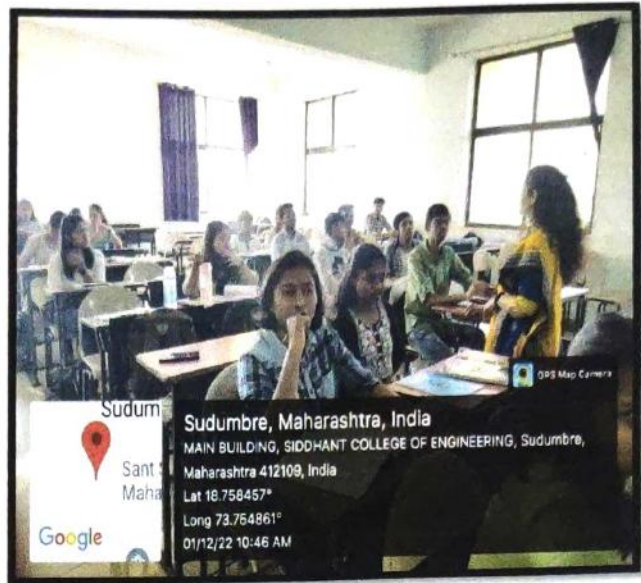 GPS Map Camera
Sudum
Sant S
Maha
Google
Sudumbre, Maharashtra, India
MAIN BUILDING, SIDDHANT COLLEGE OF ENGINEERING, Sudumbre,
Maharashtra 412109, India
Lat 18.758457°
Long 73.754861°
01/12/22 10:46 AM